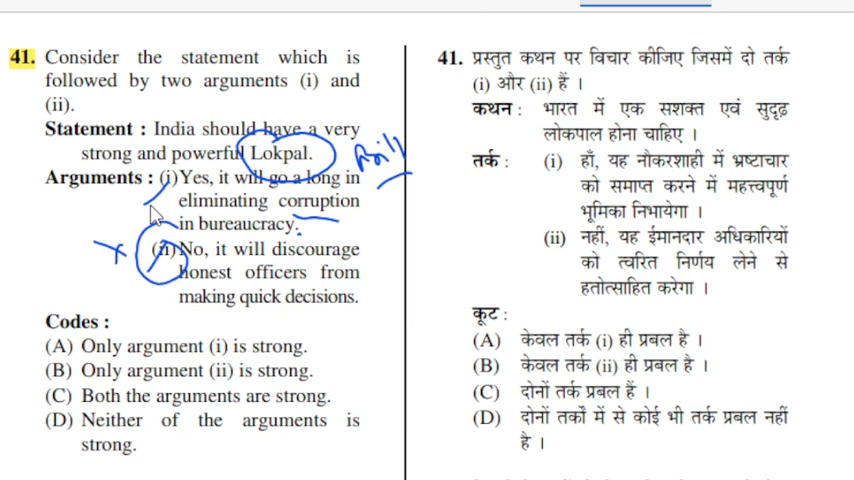 41. Consider the statement which is
followed by two arguments (i) and
(ii).
Statement : India should have a very
strong and powerful Lokpal.
Bill
Arguments : (i) Yes, it will go a long in
eliminating corruption
in bureaucracy.
(ii) No, it will discourage
honest officers from
making quick decisions.
Codes :
(A) Only argument (i) is strong.
(B) Only argument (ii) is strong.
(C) Both the arguments are strong.
(D) Neither of the arguments is
strong.
41. प्रस्तुत कथन पर विचार कीजिए जिसमें दो तर्क
(i) और (ii) हैं ।
कथन : भारत में एक सशक्त एवं सुदृढ़
लोकपाल होना चाहिए ।
तर्क : (i) हाँ, यह नौकरशाही में भ्रष्टाचार
को समाप्त करने में महत्त्वपूर्ण
भूमिका निभायेगा ।
(ii) नहीं, यह ईमानदार अधिकारियों
को त्वरित निर्णय लेने से
हतोत्साहित करेगा ।
कूट :
(A) केवल तर्क (i) ही प्रबल है ।
(B) केवल तर्क (ii) ही प्रबल है ।
(C) दोनों तर्क प्रबल हैं ।
(D) दोनों तर्कों में से कोई भी तर्क प्रबल नहीं
है ।